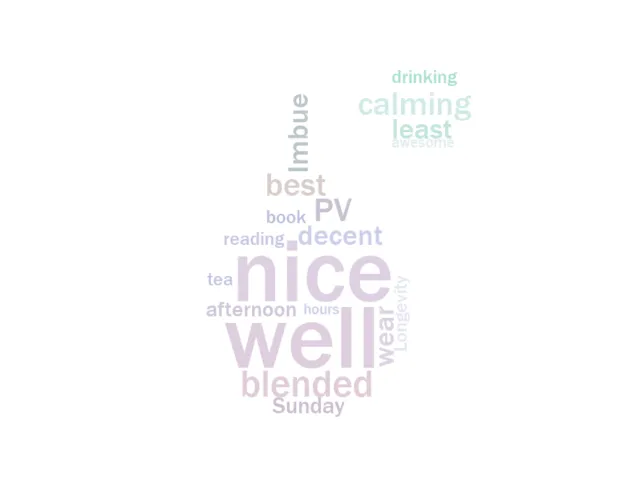 drinking
calming
least
awesome
Imbue
best
book PV
reading decent
nice
tea
afternoon hours
Longevity
wear
well
blended
Sunday